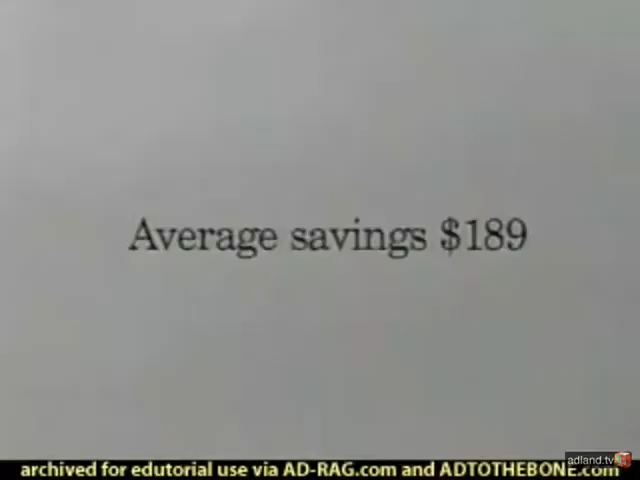 Average savings $189
adland.tv
archived for edutorial use via AD-RAG.com and ADTOTHEBONE.com